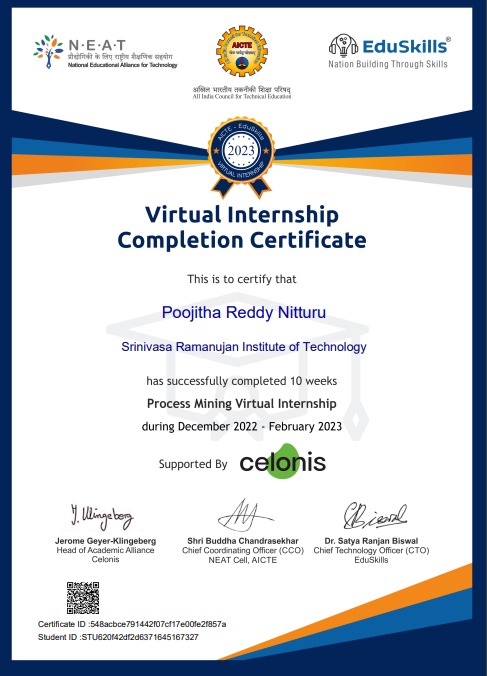 N·E·A·T
प्रौद्योगिकी के लिए राष्ट्रीय शैक्षणिक सहयोग
National Educational Alliance for Technology
AICTE
अखिल भारतीय तकनीकी शिक्षा परिषद्
All India Council for Technical Education
EduSkills®
Nation Building Through Skills
AICTE - EduSkills
2023
VIRTUAL INTERNSHIP
Virtual Internship
Completion Certificate
This is to certify that
Poojitha Reddy Nitturu
Srinivasa Ramanujan Institute of Technology
has successfully completed 10 weeks
Process Mining Virtual Internship
during December 2022 - February 2023
Supported By celonis
Jerome Geyer-Klingeberg
Head of Academic Alliance
Celonis
Shri Buddha Chandrasekhar
Chief Coordinating Officer (CCO)
NEAT Cell, AICTE
Dr. Satya Ranjan Biswal
Chief Technology Officer (CTO)
EduSkills
Certificate ID :548acbce791442f07cf17e00fe2f857a
Student ID :STU620f42df2d6371645167327